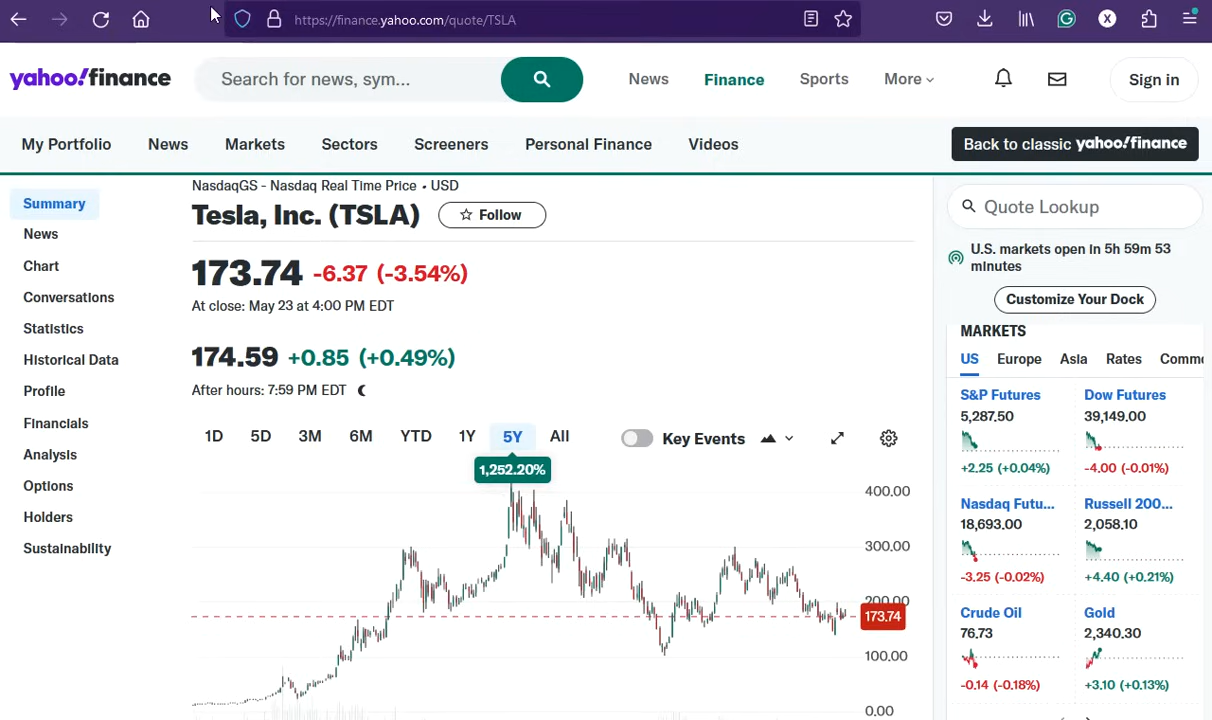 https://finance.yahoo.com/quote/TSLA
yahoo!finance
Search for news, sym...
News
Finance
Sports
More
Sign in
My Portfolio
News
Markets
Sectors
Screeners
Personal Finance
Videos
Back to classic yahoo!finance
Summary
News
Chart
Conversations
Statistics
Historical Data
Profile
Financials
Analysis
Options
Holders
Sustainability
NasdaqGS - Nasdaq Real Time Price • USD
Tesla, Inc. (TSLA)
Follow
173.74 -6.37 (-3.54%)
At close: May 23 at 4:00 PM EDT
174.59 +0.85 (+0.49%)
After hours: 7:59 PM EDT
1D 5D 3M 6M YTD 1Y 5Y All
Key Events
1,252.20%
400.00
300.00
200.00
173.74
100.00
0.00
Quote Lookup
U.S. markets open in 5h 59m 53
minutes
Customize Your Dock
MARKETS
US Europe Asia Rates Comm
S&P Futures
5,287.50
+2.25 (+0.04%)
Dow Futures
39,149.00
-4.00 (-0.01%)
Nasdaq Futu...
18,693.00
-3.25 (-0.02%)
Russell 200...
2,058.10
+4.40 (+0.21%)
Crude Oil
76.73
-0.14 (-0.18%)
Gold
2,340.30
+3.10 (+0.13%)